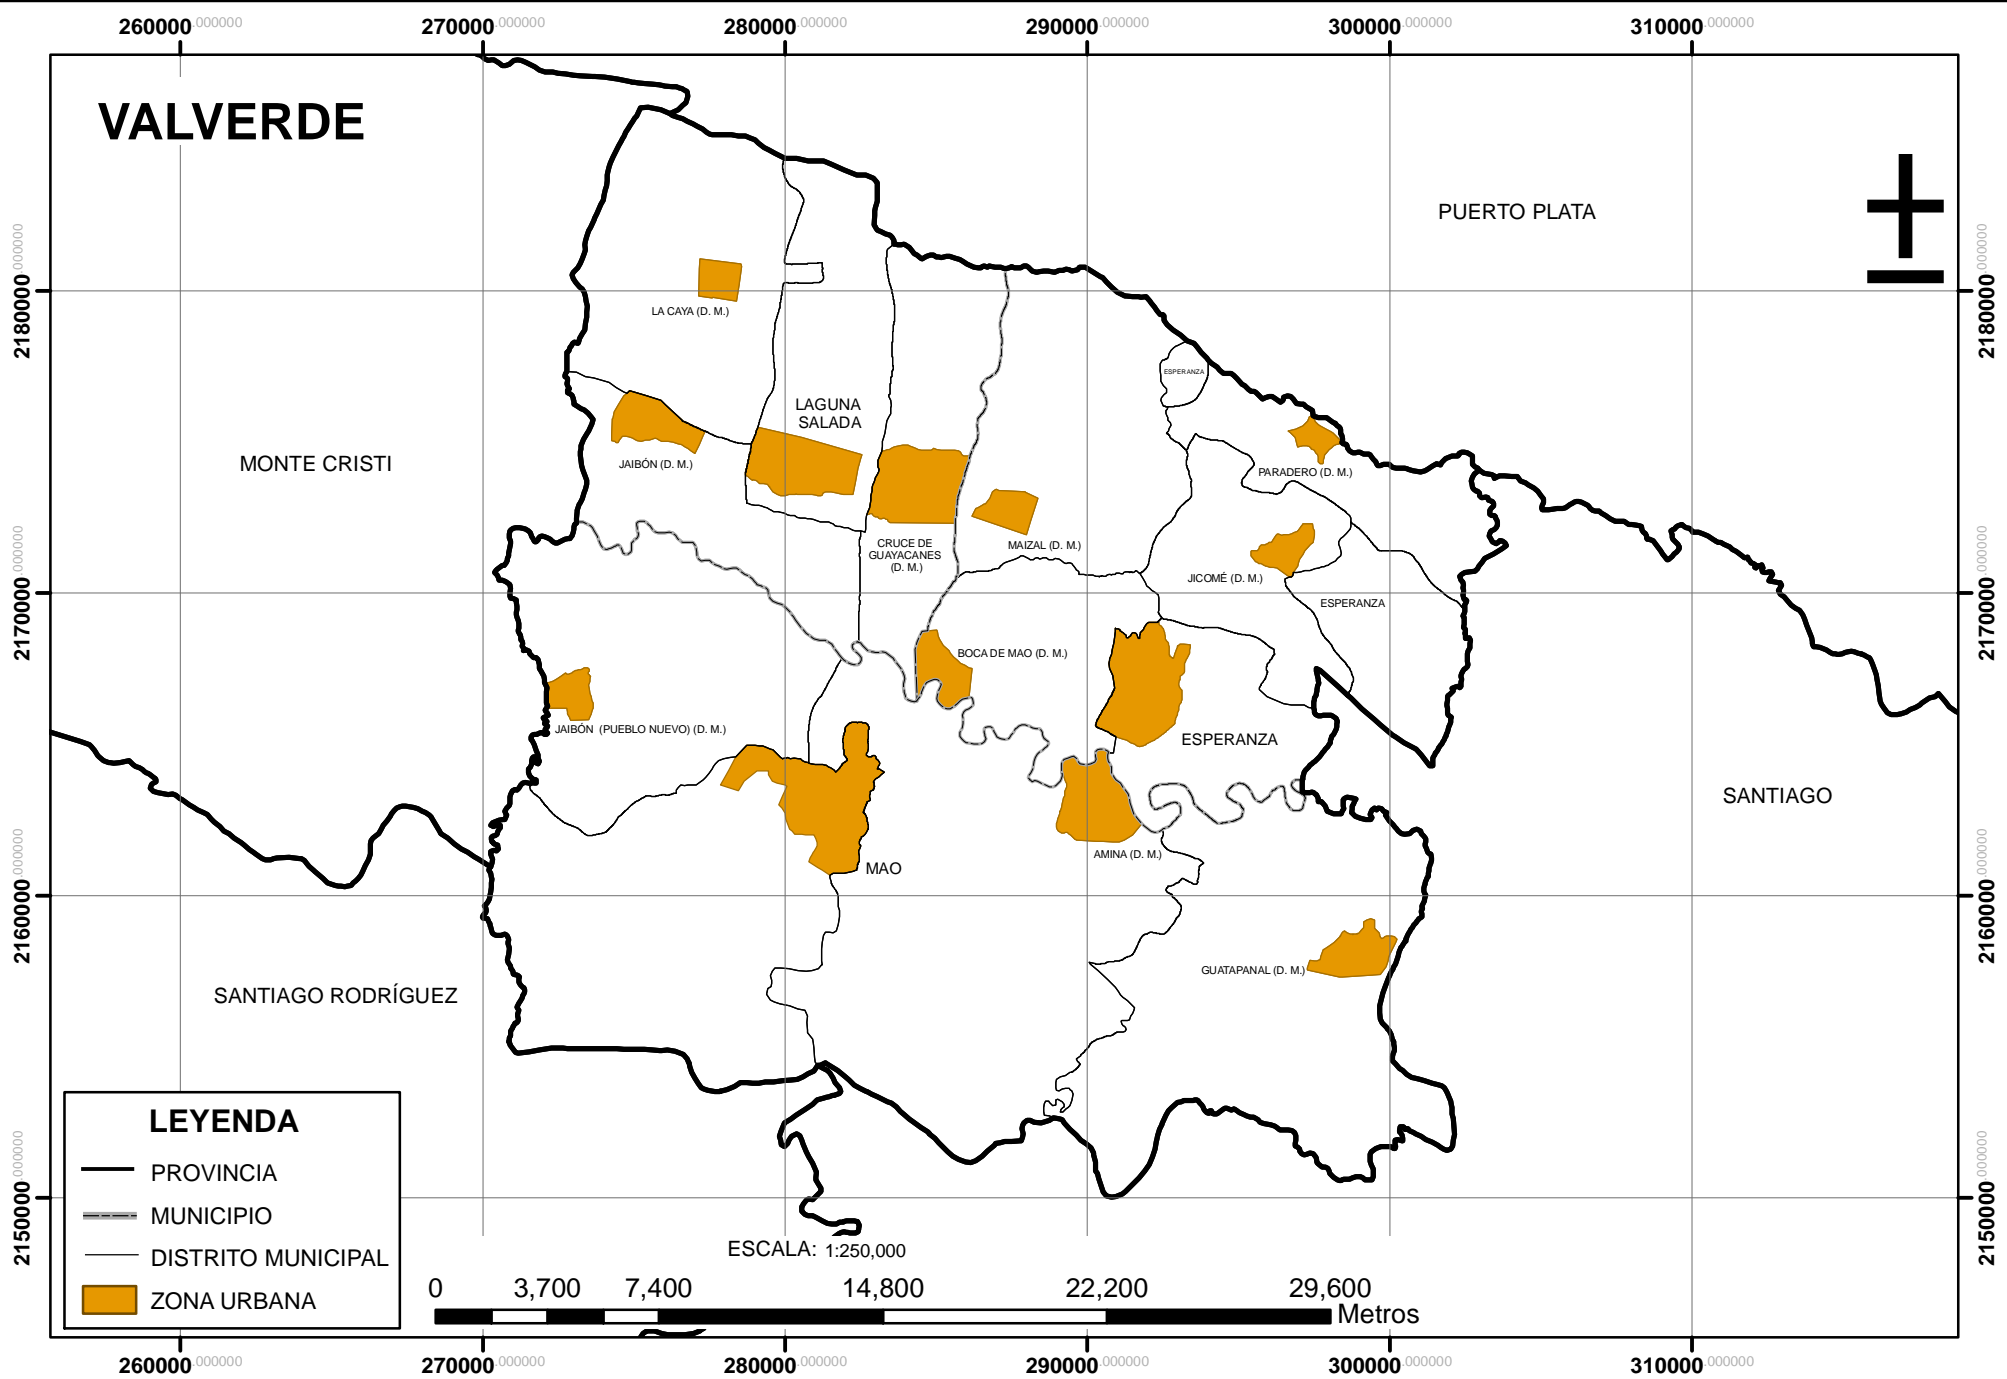 260000.000000 270000.000000 280000.000000 290000.000000 300000.000000 310000.000000
VALVERDE
PUERTO PLATA
2180000.000000
2180000.000000
LA CAYA (D. M.)
ESPERANZA
LAGUNA
SALADA
MONTE CRISTI
JAIBÓN (D. M.)
PARADERO (D. M.)
CRUCE DE
GUAYACANES
(D. M.)
MAIZAL (D. M.)
JICOMÉ (D. M.)
2170000.000000
2170000.000000
ESPERANZA
BOCA DE MAO (D. M.)
JAIBÓN (PUEBLO NUEVO) (D. M.)
ESPERANZA
SANTIAGO
AMINA (D. M.)
MAO
2160000.000000
2160000.000000
GUATAPANAL (D. M.)
SANTIAGO RODRÍGUEZ
LEYENDA
PROVINCIA
MUNICIPIO
DISTRITO MUNICIPAL
ZONA URBANA
2150000.000000
2150000.000000
ESCALA: 1:250,000
0 3,700 7,400 14,800 22,200 29,600
Metros
260000.000000 270000.000000 280000.000000 290000.000000 300000.000000 310000.000000